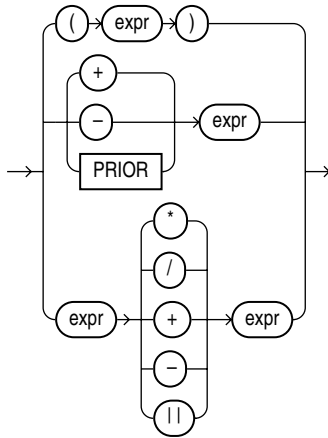 ( expr )
+
– expr
PRIOR
*
/
expr + expr
–
||